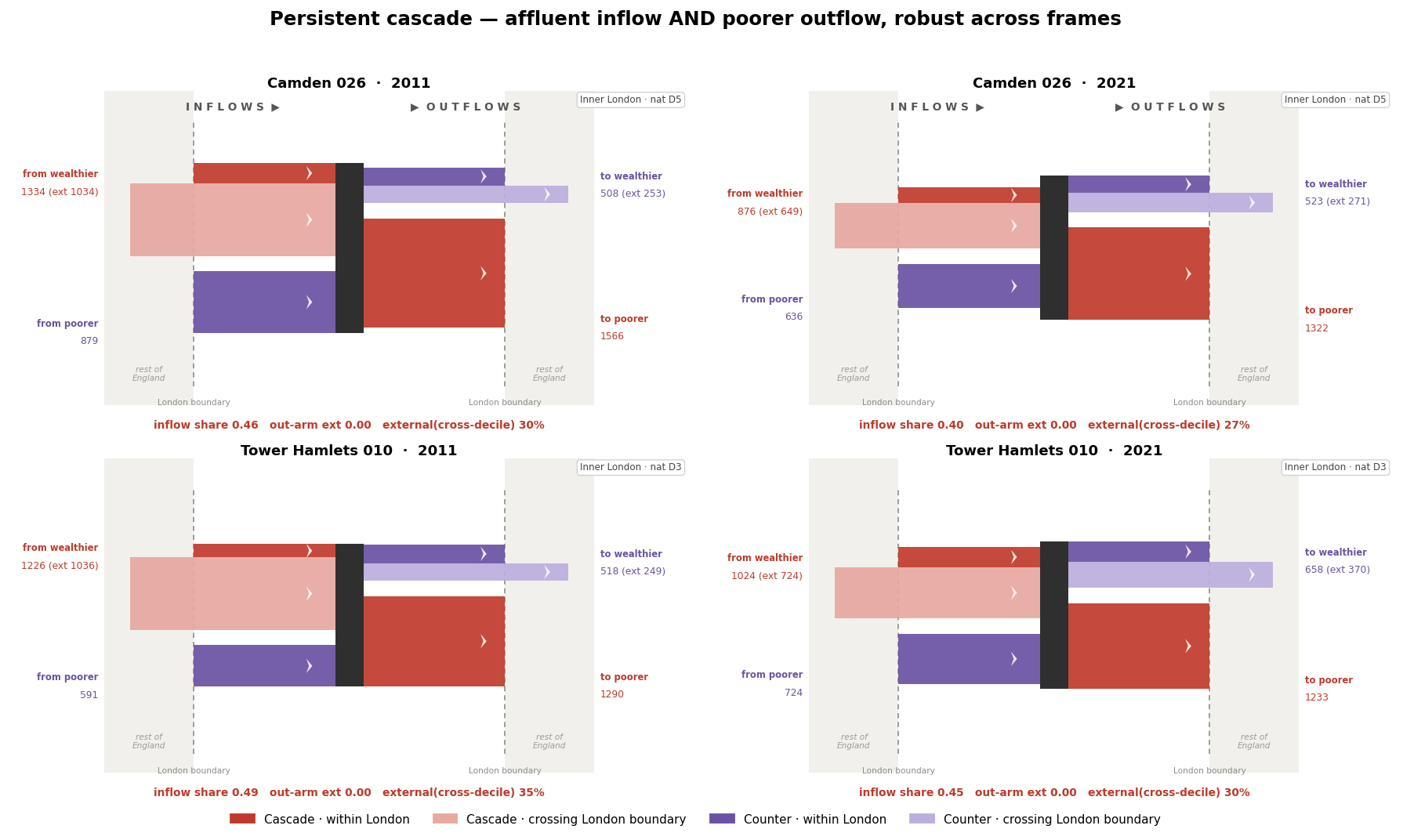 Persistent cascade — affluent inflow AND poorer outflow, robust across frames
Camden 026 · 2011
INFLOWS ▶
▶ OUTFLOWS
Inner London · nat D5
from wealthier
1334 (ext 1034)
to wealthier
508 (ext 253)
from poorer
879
to poorer
1566
rest of
England
rest of
England
London boundary
London boundary
inflow share 0.46   out-arm ext 0.00   external(cross-decile) 30%
Camden 026 · 2021
INFLOWS ▶
▶ OUTFLOWS
Inner London · nat D5
from wealthier
876 (ext 649)
to wealthier
523 (ext 271)
from poorer
636
to poorer
1322
rest of
England
rest of
England
London boundary
London boundary
inflow share 0.40   out-arm ext 0.00   external(cross-decile) 27%
Tower Hamlets 010 · 2011
Inner London · nat D3
from wealthier
1226 (ext 1036)
to wealthier
518 (ext 249)
from poorer
591
to poorer
1290
rest of
England
rest of
England
London boundary
London boundary
inflow share 0.49   out-arm ext 0.00   external(cross-decile) 35%
Tower Hamlets 010 · 2021
Inner London · nat D3
from wealthier
1024 (ext 724)
to wealthier
658 (ext 370)
from poorer
724
to poorer
1233
rest of
England
rest of
England
London boundary
London boundary
inflow share 0.45   out-arm ext 0.00   external(cross-decile) 30%
Cascade · within London
Cascade · crossing London boundary
Counter · within London
Counter · crossing London boundary